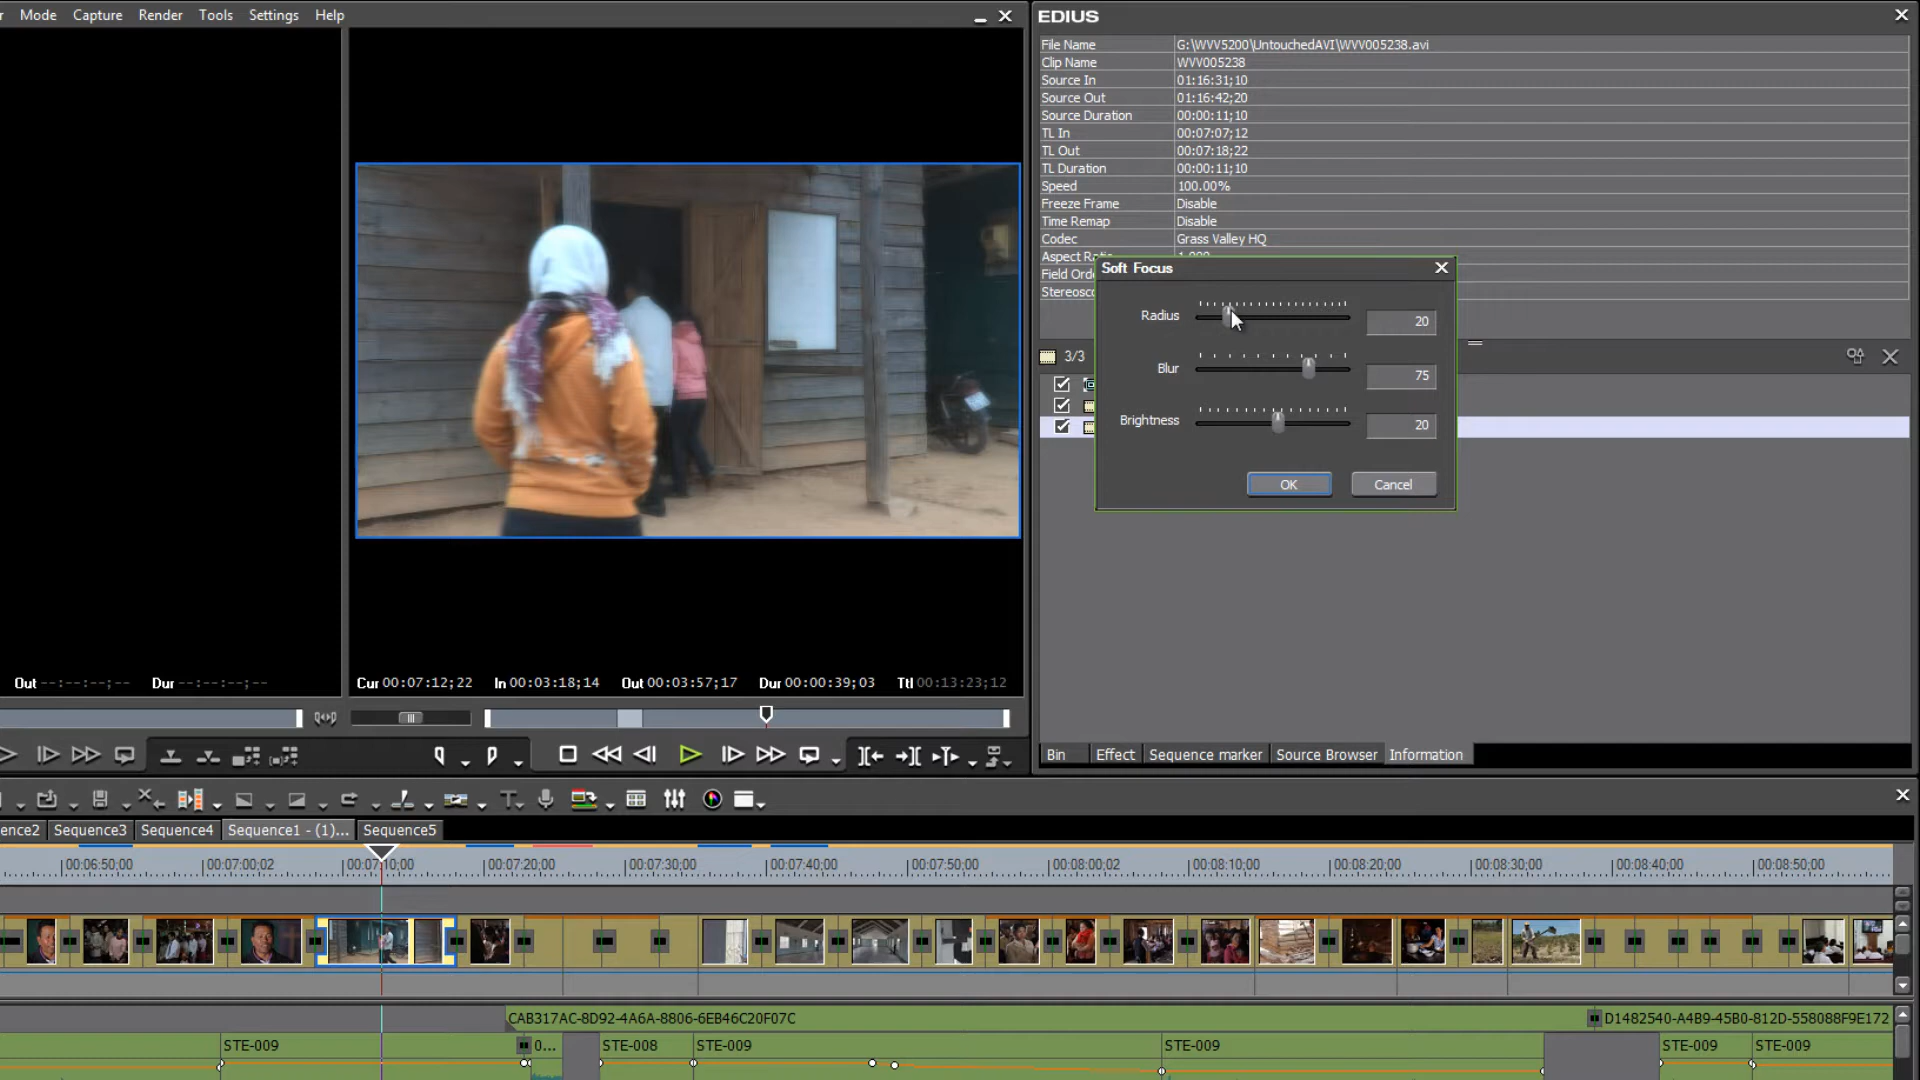 Mode Capture Render Tools Settings Help
EDIUS
File Name G:\WVV5200\UntouchedAVI\WVV005238.avi
Clip Name WVV005238
Source In 01:16:31;10
Source Out 01:16:42;20
Source Duration 00:00:11;10
TL In 00:07:07;12
TL Out 00:07:18;22
TL Duration 00:00:11;10
Speed 100.00%
Freeze Frame Disable
Time Remap Disable
Codec Grass Valley HQ
Soft Focus
Radius 20
3/3
Blur 75
Brightness 20
OK Cancel
Out --:--:--;-- Dur --:--:--;--
Cur 00:07:12;22 In 00:03:18;14 Out 00:03:57;17 Dur 00:00:39;03 Ttl 00:13:23;12
Bin Effect Sequence marker Source Browser Information
ence2 Sequence3 Sequence4 Sequence1 - (1)... Sequence5
00:06:50;00 00:07:00;02 00:07:10;00 00:07:20;00 00:07:30;00 00:07:40;00 00:07:50;00 00:08:00;02 00:08:10;00 00:08:20;00 00:08:30;00 00:08:40;00 00:08:50;00
CAB317AC-8D92-4A6A-8806-6EB46C20F07C D1482540-A4B9-45B0-812D-558088F9E172
STE-009 0... STE-008 STE-009 STE-009 STE-009 STE-009